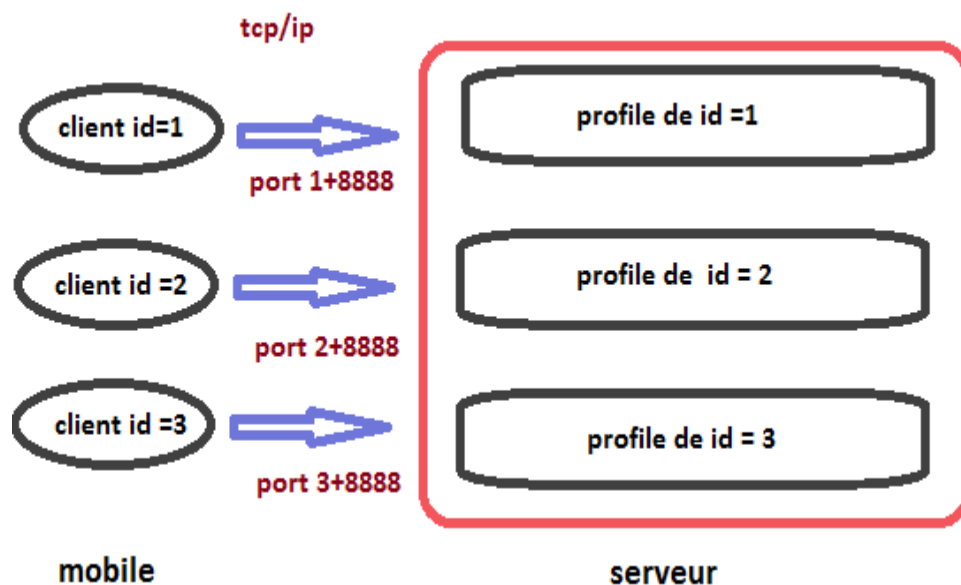 tcp/ip
client id=1
profile de id =1
port 1+8888
client id =2
profile de  id = 2
port 2+8888
client id =3
profile de id = 3
port 3+8888
mobile
serveur